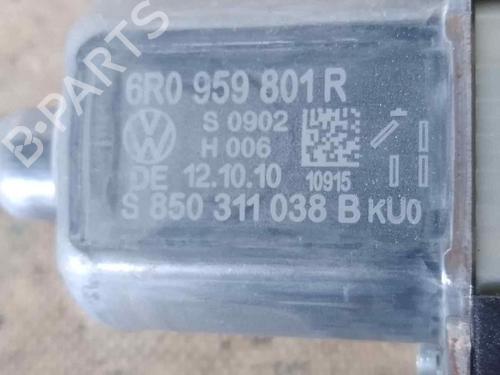 B-PARTS
6R0 959 801 R
S 0902
H 006
DE 12.10.10 10915
S 850 311 038 B KU0